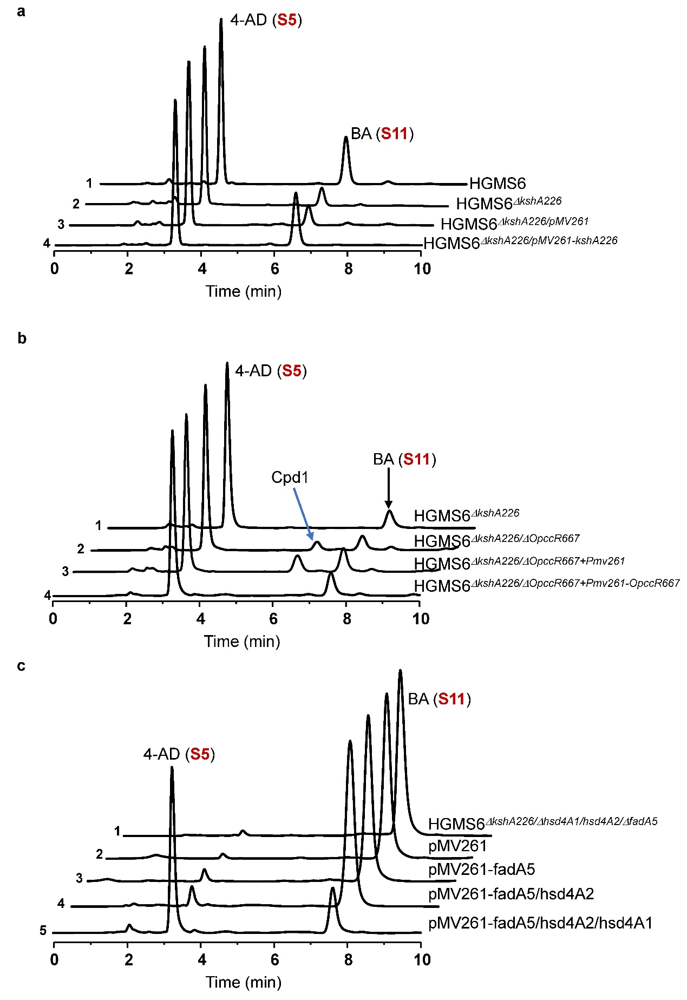 a
4-AD (S5)
BA (S11)
1
HGMS6
2
HGMS6ΔkshA226
3
HGMS6ΔkshA226/pMV261
4
HGMS6ΔkshA226/pMV261-kshA226
0 2 4 6 8 10
Time (min)
b
4-AD (S5)
BA (S11)
Cpd1
1
HGMS6ΔkshA226
2
HGMS6ΔkshA226/ΔOpccR667
3
HGMS6ΔkshA226/ΔOpccR667+Pmv261
4
HGMS6ΔkshA226/ΔOpccR667+Pmv261-OpccR667
0 2 4 6 8 10
Time (min)
c
BA (S11)
4-AD (S5)
1
HGMS6ΔkshA226/Δhsd4A1/hsd4A2/ΔfadA5
2
pMV261
3
pMV261-fadA5
4
pMV261-fadA5/hsd4A2
5
pMV261-fadA5/hsd4A2/hsd4A1
0 2 4 6 8 10
Time (min)